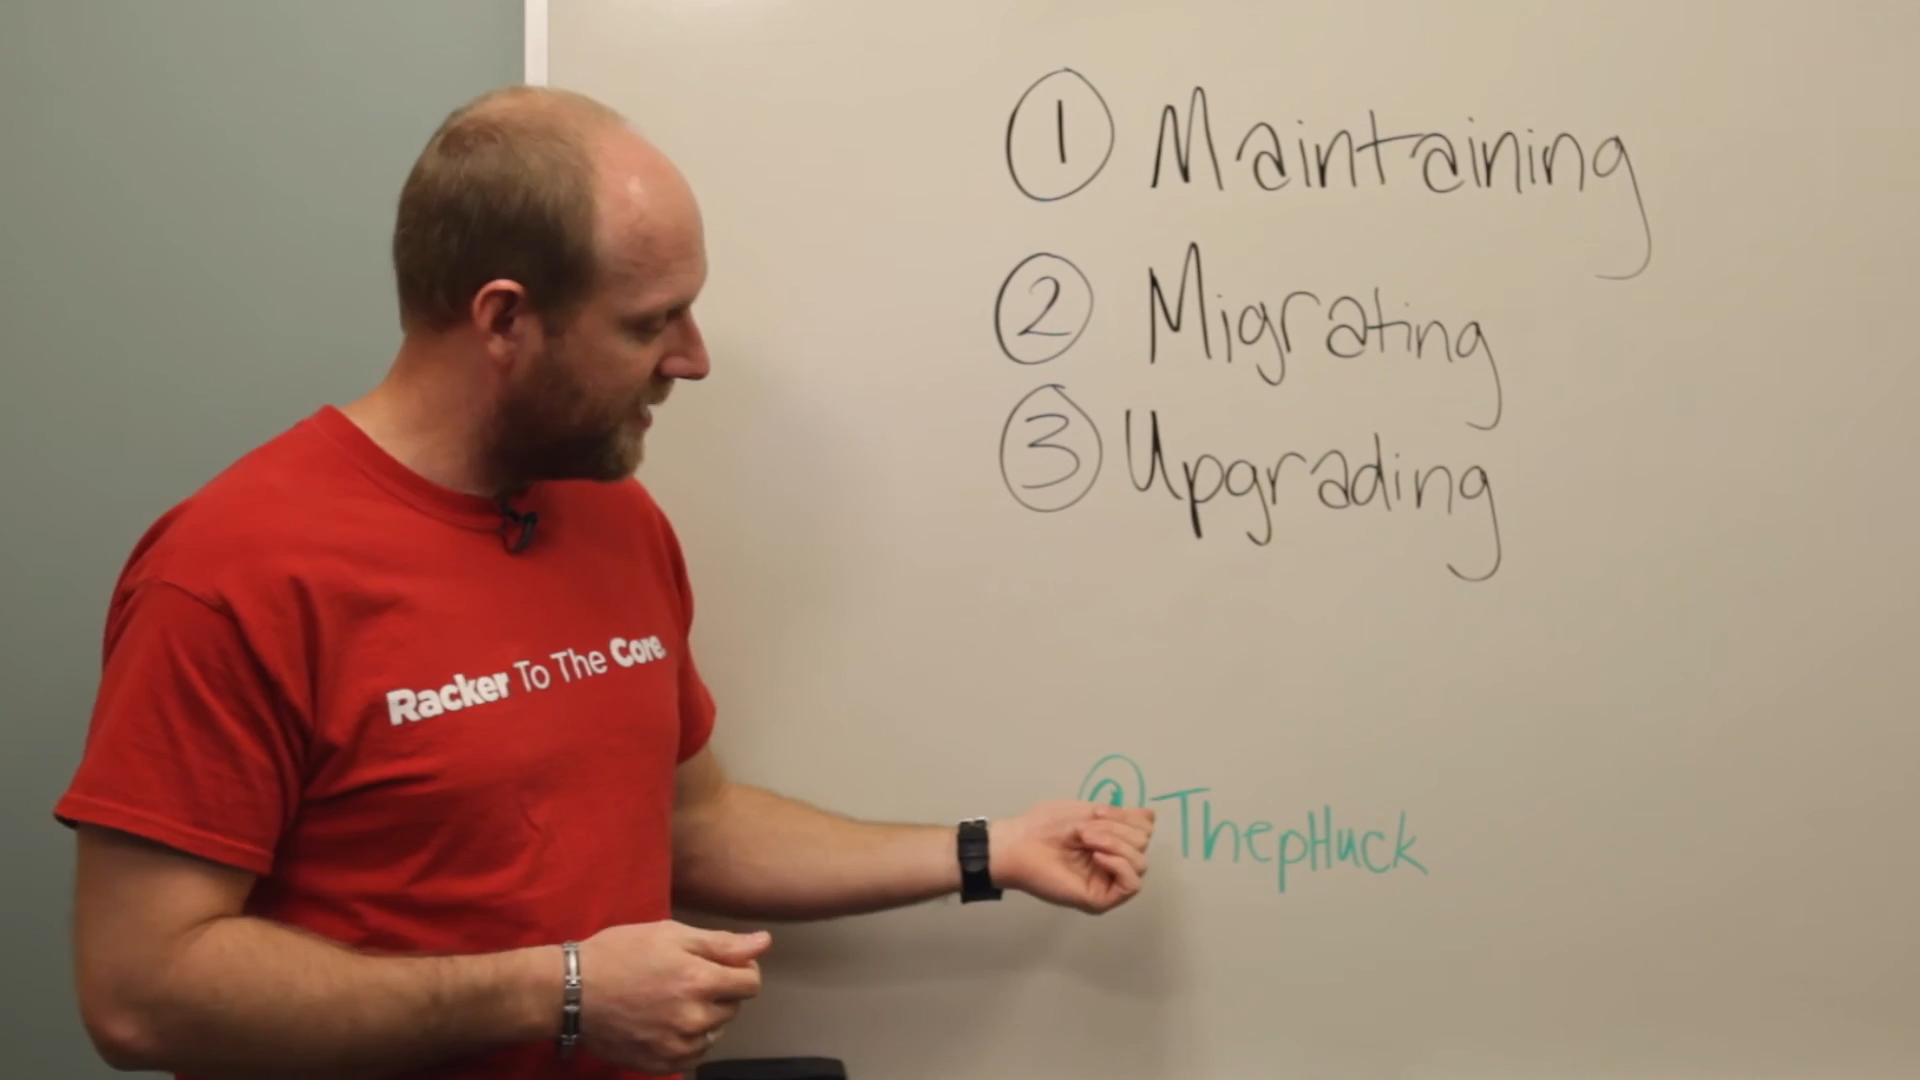 ① Maintaining
② Migrating
③ Upgrading
Racker To The Core.
@ThepHuck